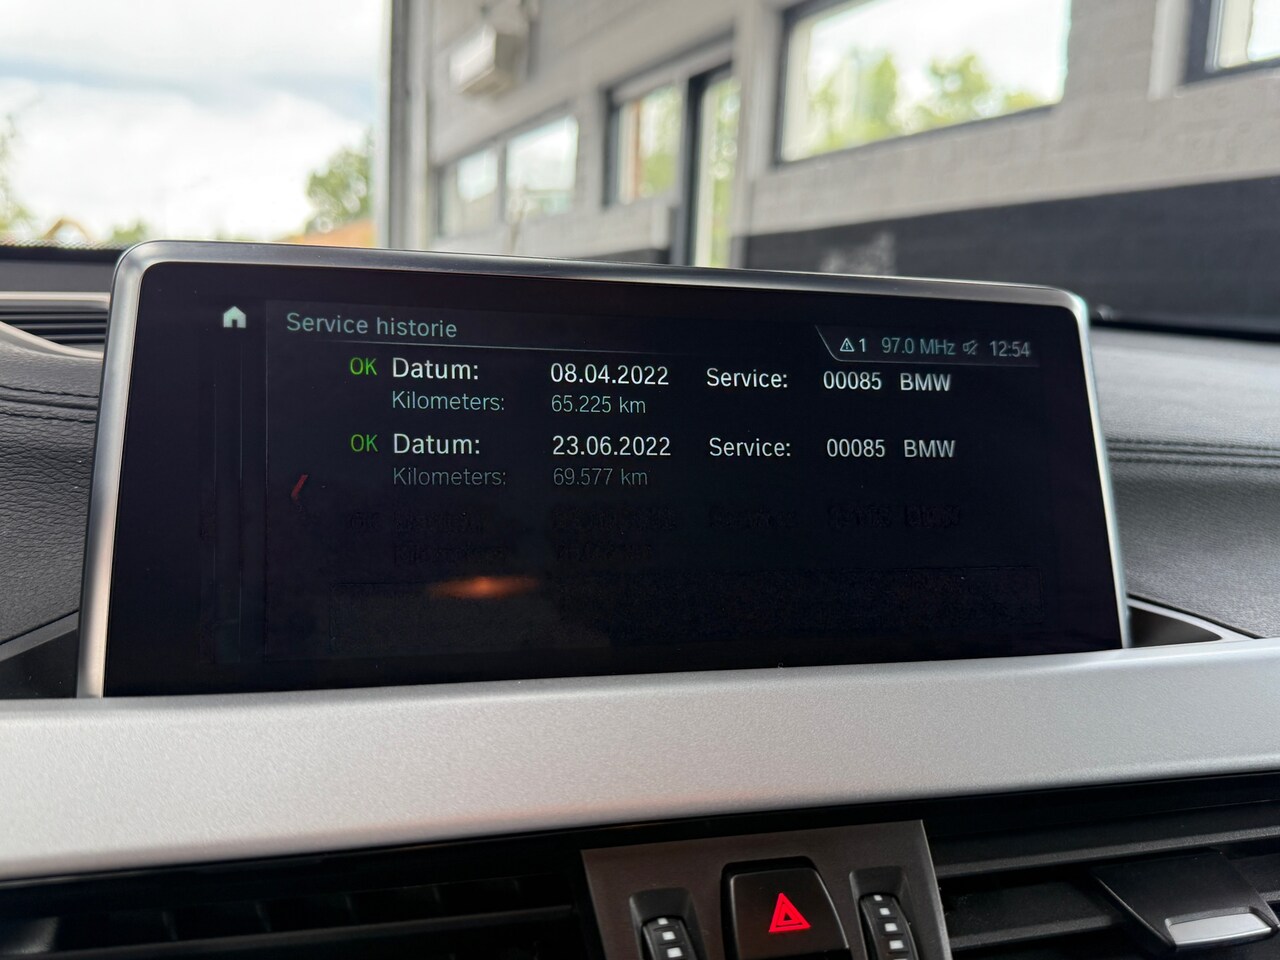 Service historie
⚠ 1 97.0 MHz 12:54
OK Datum: 08.04.2022 Service: 00085 BMW
Kilometers: 65.225 km
OK Datum: 23.06.2022 Service: 00085 BMW
Kilometers: 69.577 km